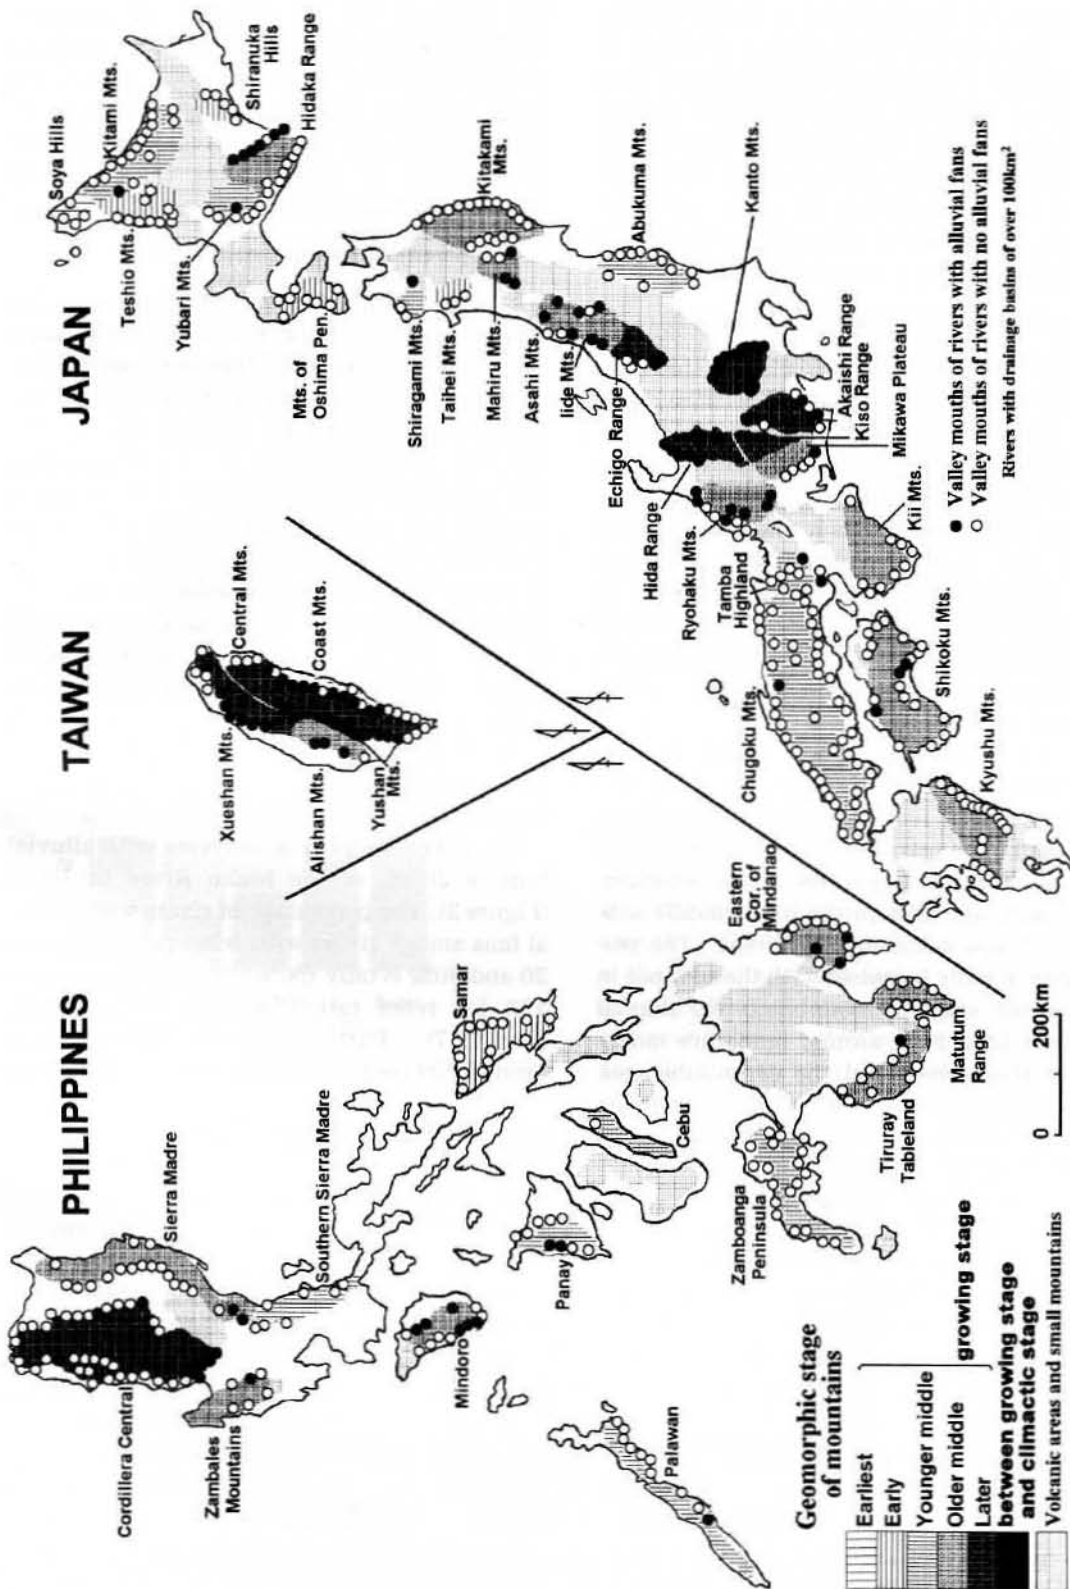 JAPAN
Soya Hills
Kitami Mts.
Shiranuka
Hills
Hidaka Range
Teshio Mts.
Yubari Mts.
Mts. of
Oshima Pen.
Shiragami Mts.
Taihei Mts.
Mahiru Mts.
Asahi Mts.
Iide Mts.
Echigo Range
Kitakami
Mts.
Abukuma Mts.
Kanto Mts.
Akaishi Range
Kiso Range
Mikawa Plateau
Hida Range
Ryohaku Mts.
Tamba
Highland
Kii Mts.
Chugoku Mts.
Shikoku Mts.
Kyushu Mts.
● Valley mouths of rivers with alluvial fans
○ Valley mouths of rivers with no alluvial fans
Rivers with drainage basins of over 100km²
TAIWAN
Xueshan Mts.
Central Mts.
Coast Mts.
Alishan Mts.
Yushan
Mts.
PHILIPPINES
Cordillera Central
Sierra Madre
Zambales
Mountains
Southern Sierra Madre
Mindoro
Palawan
Panay
Samar
Cebu
Zamboanga
Peninsula
Eastern
Cor. of
Mindanao
Tiruray
Tableland
Matutum
Range
0 200km
Geomorphic stage
of mountains
Earliest
Early
Younger middle
Older middle
Later
growing stage
between growing stage
and climactic stage
Volcanic areas and small mountains